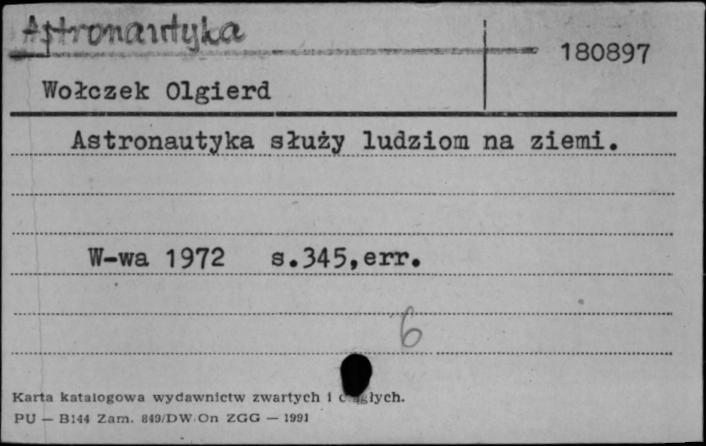 Astronautyka
180897
Wołczek Olgierd
Astronautyka służy ludziom na ziemi.
W-wa 1972 s.345,err.
6
Karta katalogowa wydawnictw zwartych i
PU — B144 Zam. 849/DW/On ZGG — 1991